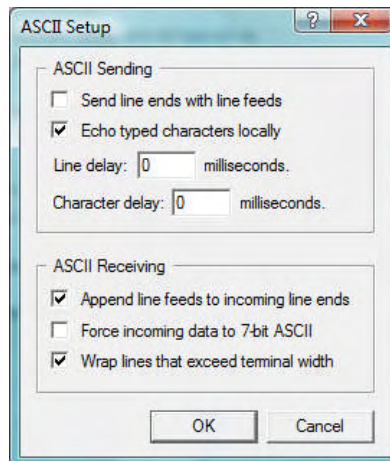 ASCII Setup
ASCII Sending
Send line ends with line feeds
Echo typed characters locally
Line delay: 0 milliseconds.
Character delay: 0 milliseconds.
ASCII Receiving
Append line feeds to incoming line ends
Force incoming data to 7-bit ASCII
Wrap lines that exceed terminal width
OK Cancel